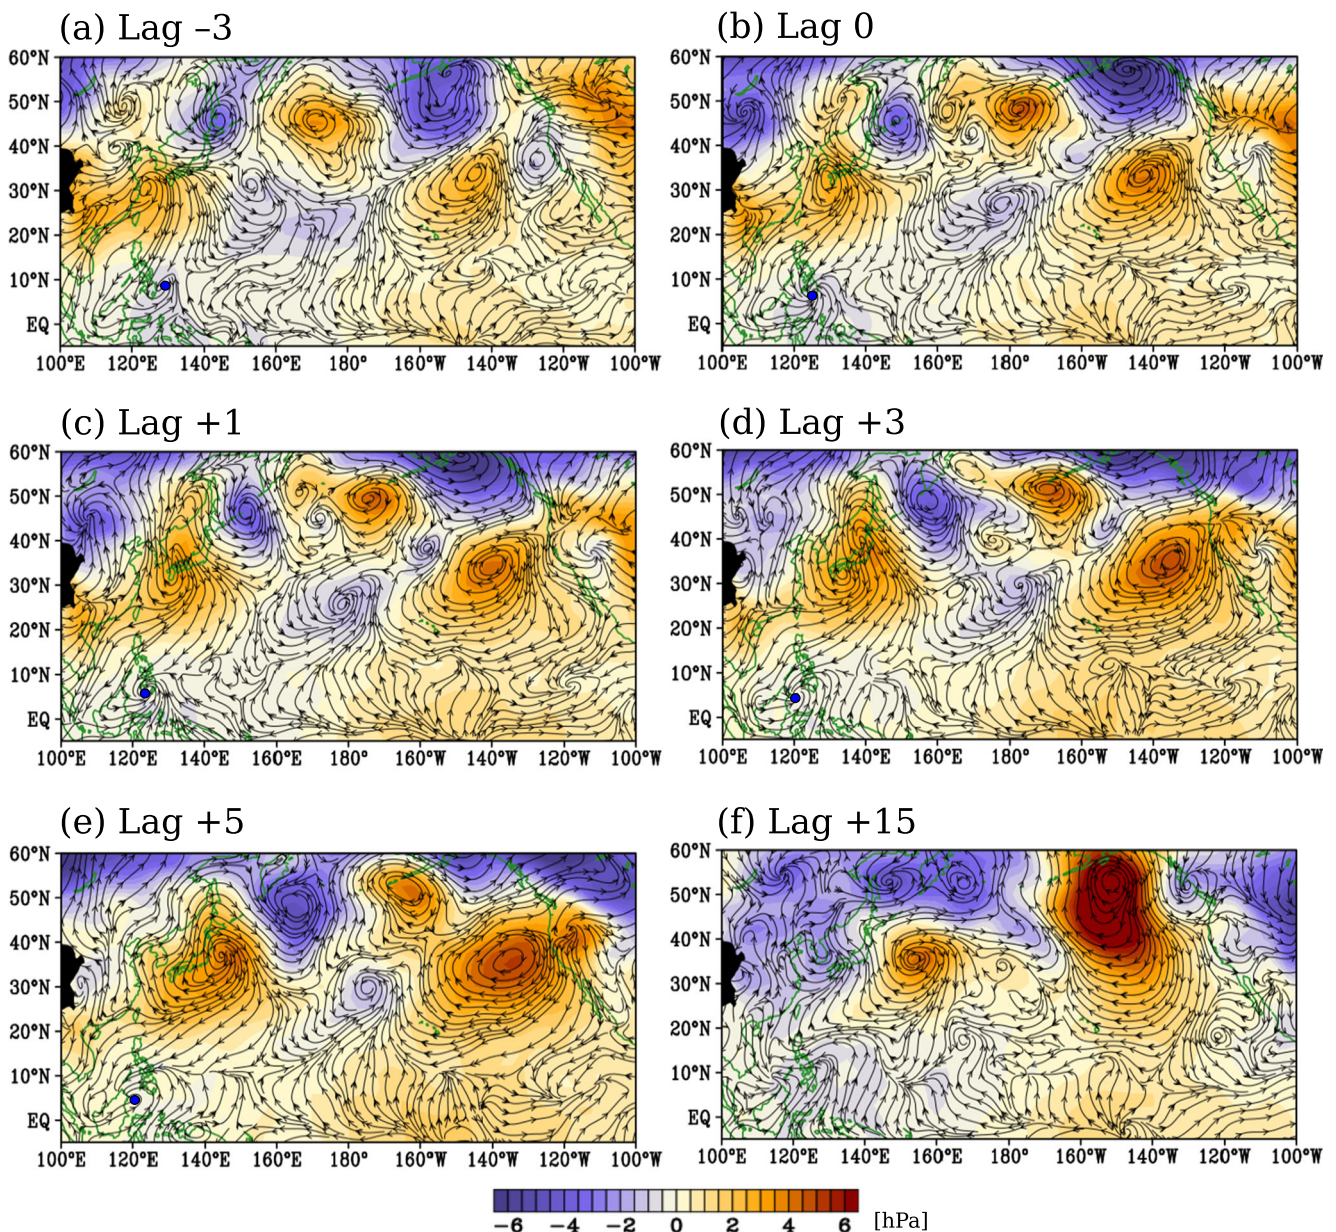 (a) Lag –3
(b) Lag 0
60°N
50°N
40°N
30°N
20°N
10°N
EQ
100°E 120°E 140°E 160°E 180° 160°W 140°W 120°W 100°W
60°N
50°N
40°N
30°N
20°N
10°N
EQ
100°E 120°E 140°E 160°E 180° 160°W 140°W 120°W 100°W
(c) Lag +1
(d) Lag +3
60°N
50°N
40°N
30°N
20°N
10°N
EQ
100°E 120°E 140°E 160°E 180° 160°W 140°W 120°W 100°W
60°N
50°N
40°N
30°N
20°N
10°N
EQ
100°E 120°E 140°E 160°E 180° 160°W 140°W 120°W 100°W
(e) Lag +5
(f) Lag +15
60°N
50°N
40°N
30°N
20°N
10°N
EQ
100°E 120°E 140°E 160°E 180° 160°W 140°W 120°W 100°W
60°N
50°N
40°N
30°N
20°N
10°N
EQ
100°E 120°E 140°E 160°E 180° 160°W 140°W 120°W 100°W
−6 −4 −2 0 2 4 6 [hPa]